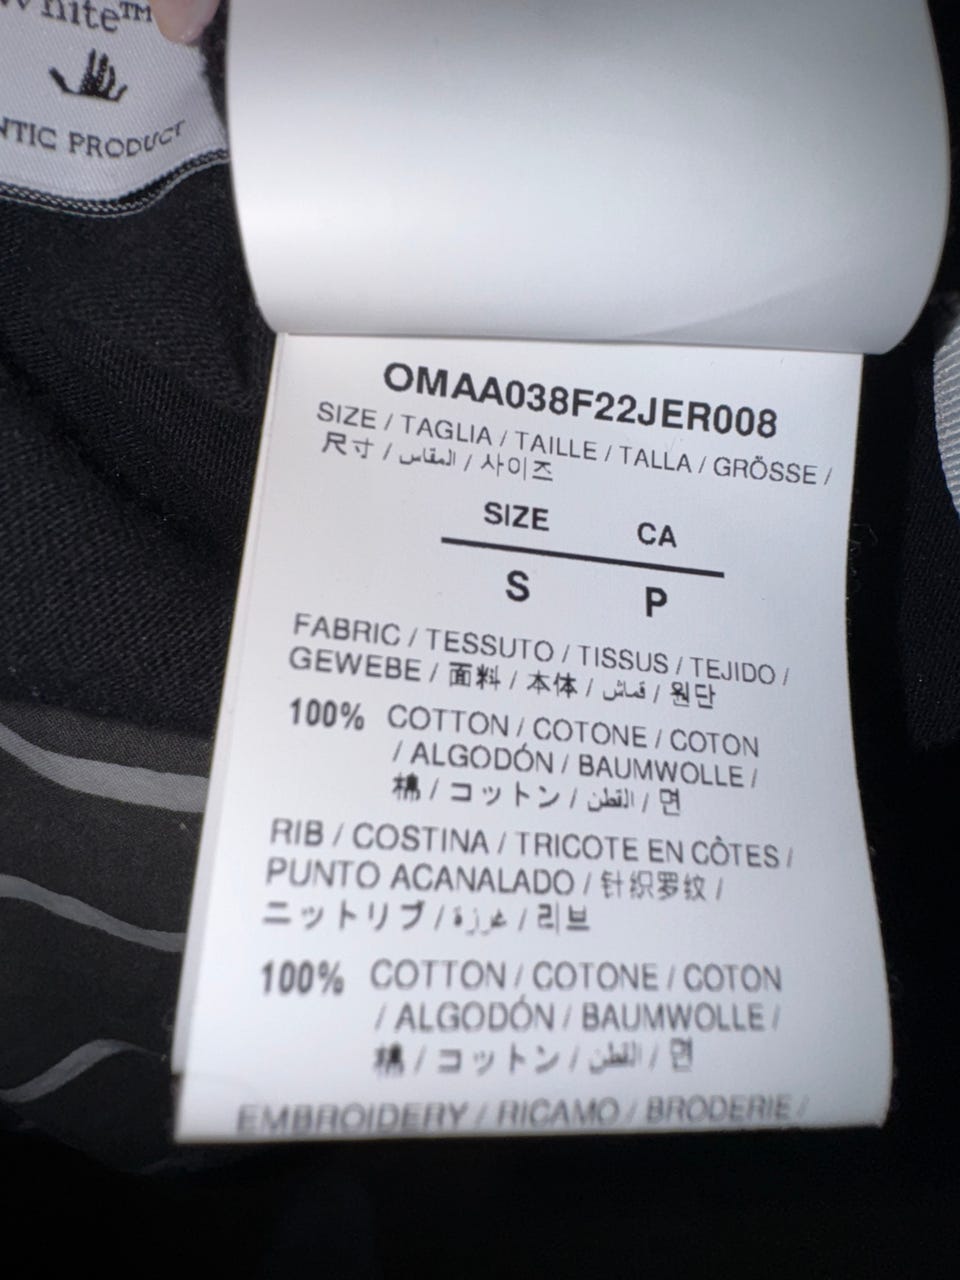 White™
NTIC PRODUCT
OMAA038F22JER008
SIZE / TAGLIA / TAILLE / TALLA / GRÖSSE /
尺寸 / المقاس / 사이즈
SIZE CA
S P
FABRIC / TESSUTO / TISSUS / TEJIDO /
GEWEBE / 面料 / 本体 / قماش / 원단
100% COTTON / COTONE / COTON
/ ALGODÓN / BAUMWOLLE /
棉 / コットン / القطن / 면
RIB / COSTINA / TRICOTE EN CÔTES /
PUNTO ACANALADO / 针织罗纹 /
ニットリブ / غرزة / 리브
100% COTTON / COTONE / COTON
/ ALGODÓN / BAUMWOLLE /
棉 / コットン / القطن / 면
EMBROIDERY / RICAMO / BRODERIE /